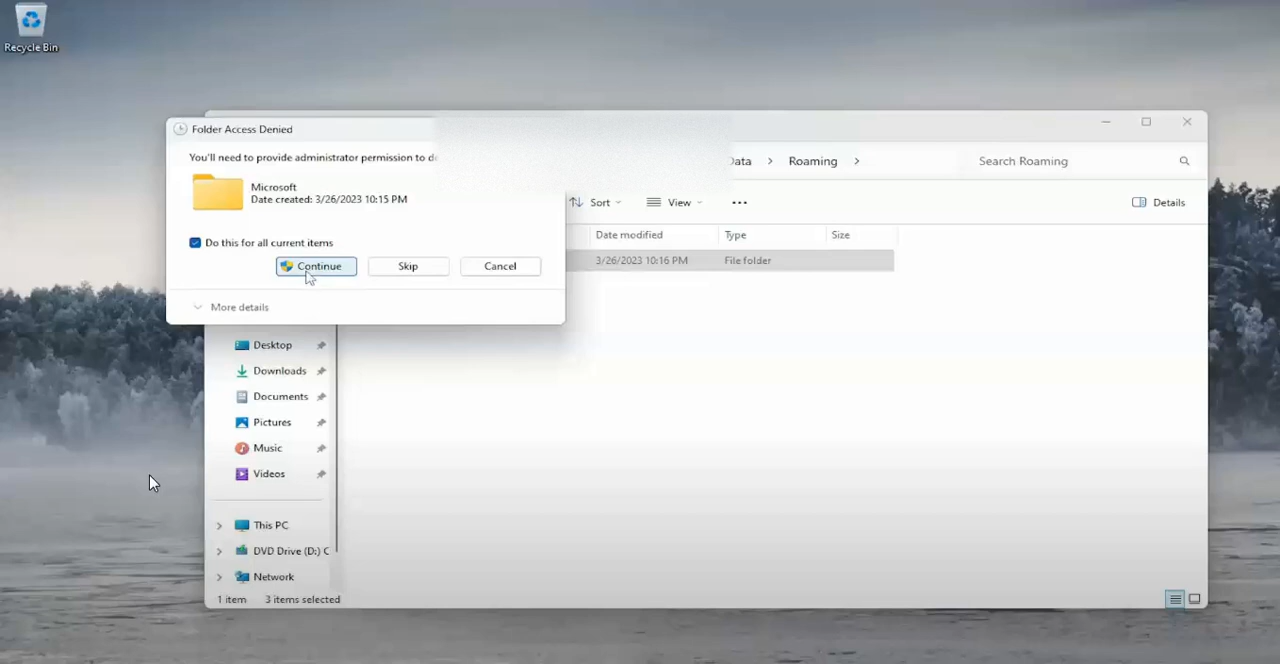 Recycle Bin
Folder Access Denied
You'll need to provide administrator permission to de
Microsoft
Date created: 3/26/2023 10:15 PM
Do this for all current items
Continue
Skip
Cancel
More details
Data > Roaming >
Search Roaming
Sort
View
Details
Date modified
Type
Size
3/26/2023 10:16 PM
File folder
Desktop
Downloads
Documents
Pictures
Music
Videos
This PC
DVD Drive (D:) C
Network
1 item
3 items selected